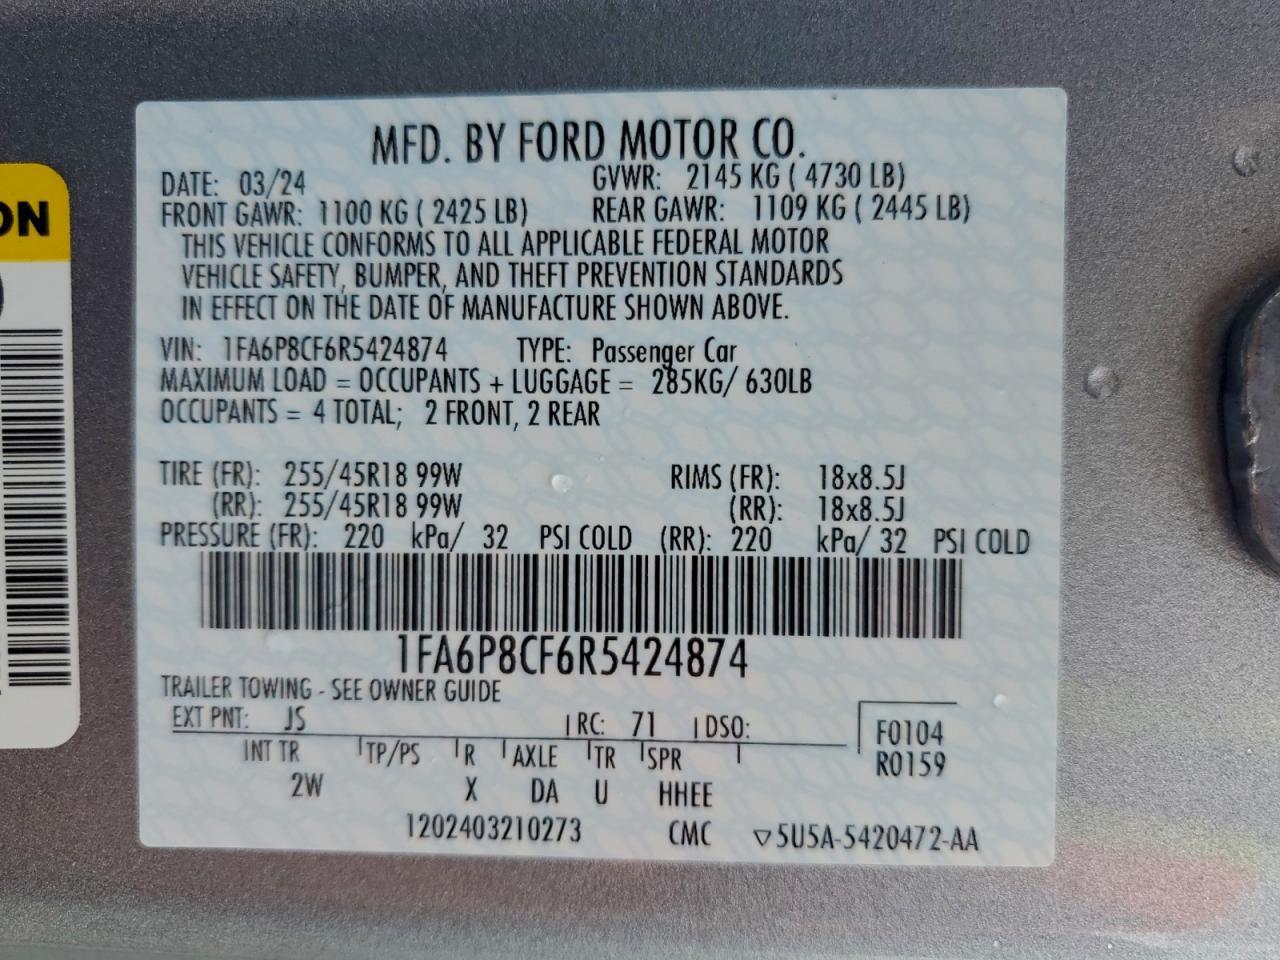 ON
MFD. BY FORD MOTOR CO.
DATE: 03/24 GVWR: 2145 KG ( 4730 LB)
FRONT GAWR: 1100 KG ( 2425 LB) REAR GAWR: 1109 KG ( 2445 LB)
THIS VEHICLE CONFORMS TO ALL APPLICABLE FEDERAL MOTOR
VEHICLE SAFETY, BUMPER, AND THEFT PREVENTION STANDARDS
IN EFFECT ON THE DATE OF MANUFACTURE SHOWN ABOVE.
VIN: 1FA6P8CF6R5424874 TYPE: Passenger Car
MAXIMUM LOAD = OCCUPANTS + LUGGAGE = 285KG/ 630LB
OCCUPANTS = 4 TOTAL; 2 FRONT, 2 REAR
TIRE (FR): 255/45R18 99W RIMS (FR): 18x8.5J
(RR): 255/45R18 99W (RR): 18x8.5J
PRESSURE (FR): 220 kPa/ 32 PSI COLD (RR): 220 kPa/ 32 PSI COLD
1FA6P8CF6R5424874
TRAILER TOWING - SEE OWNER GUIDE
EXT PNT: JS RC: 71 DSO: F0104
INT TR TP/PS R AXLE TR SPR R0159
2W X DA U HHEE
1202403210273 CMC ▽5U5A-5420472-AA